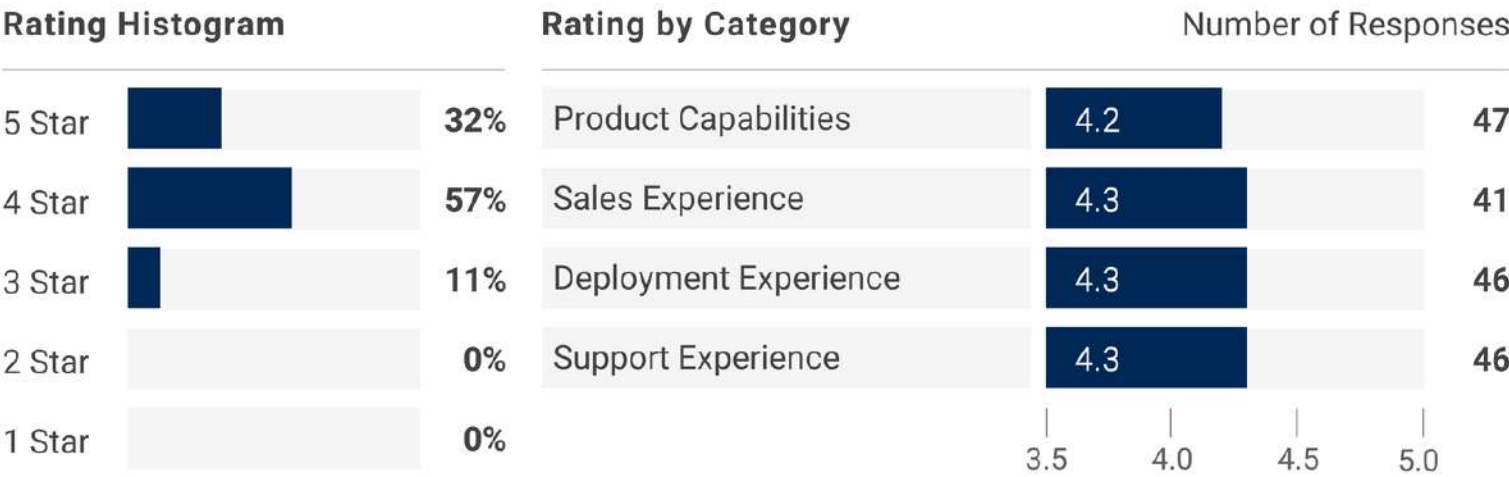 Rating Histogram
5 Star 32%
4 Star 57%
3 Star 11%
2 Star 0%
1 Star 0%
Rating by Category Number of Responses
Product Capabilities 4.2 47
Sales Experience 4.3 41
Deployment Experience 4.3 46
Support Experience 4.3 46
3.5 4.0 4.5 5.0